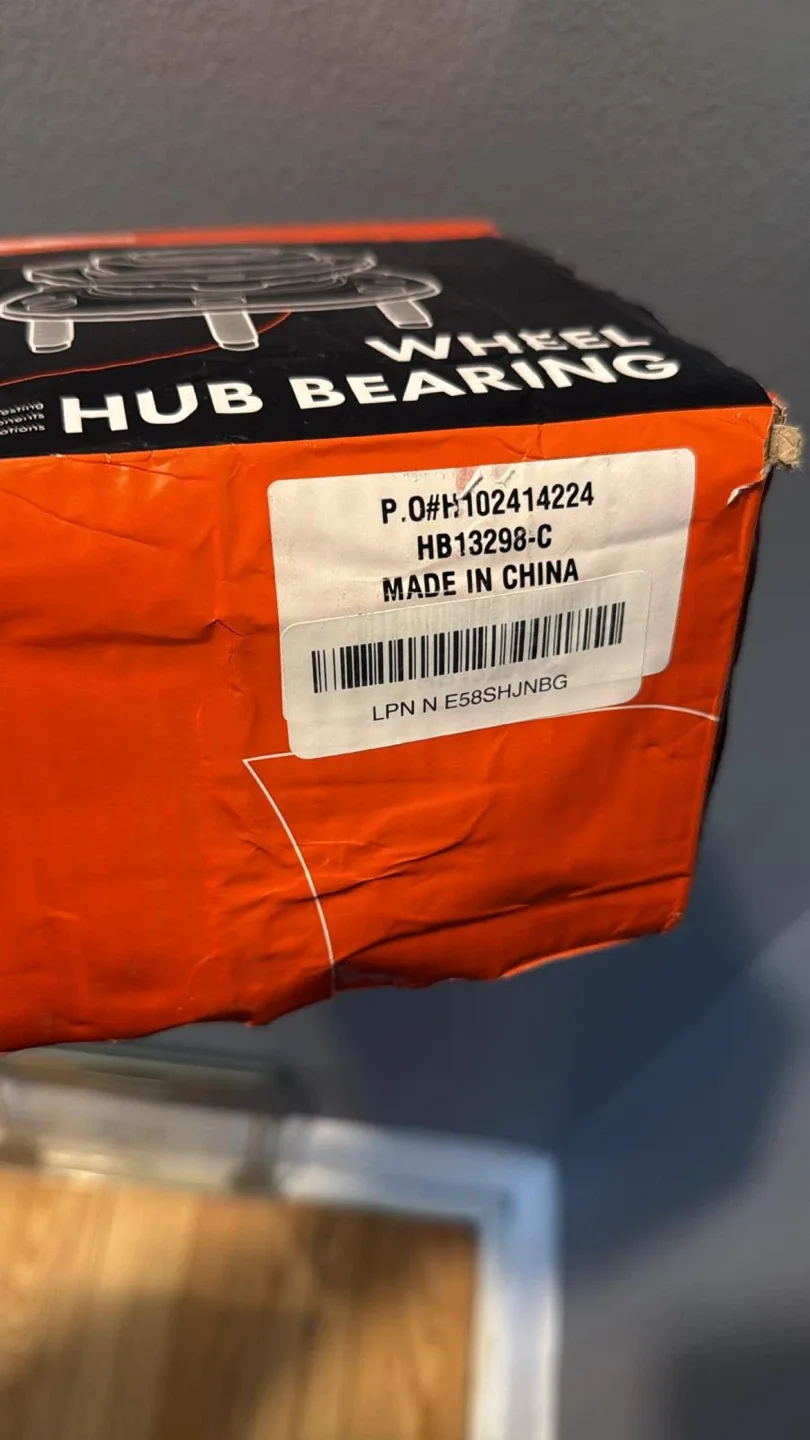 WHEEL
HUB BEARING
P.O#H102414224
HB13298-C
MADE IN CHINA
LPN N E58SHJNBG